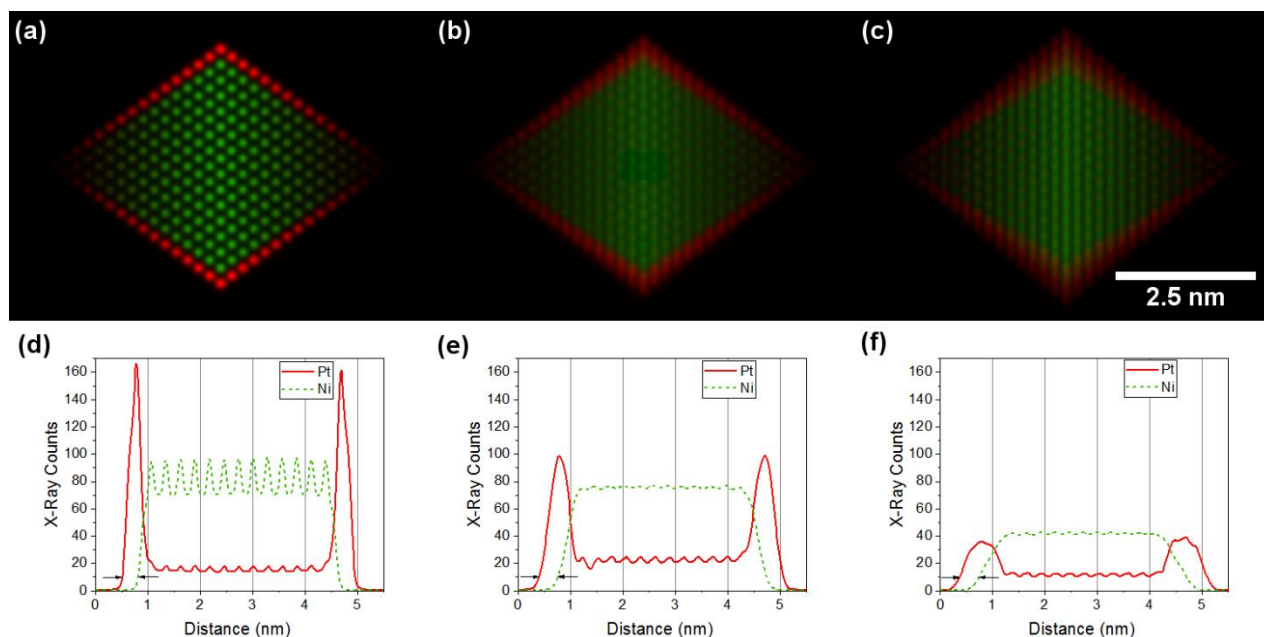 (a)
(b)
(c)
2.5 nm
(d)
(e)
(f)
X-Ray Counts
160
140
120
100
80
60
40
20
0
0 1 2 3 4 5
Distance (nm)
Pt
Ni
X-Ray Counts
160
140
120
100
80
60
40
20
0
0 1 2 3 4 5
Distance (nm)
Pt
Ni
X-Ray Counts
160
140
120
100
80
60
40
20
0
0 1 2 3 4 5
Distance (nm)
Pt
Ni